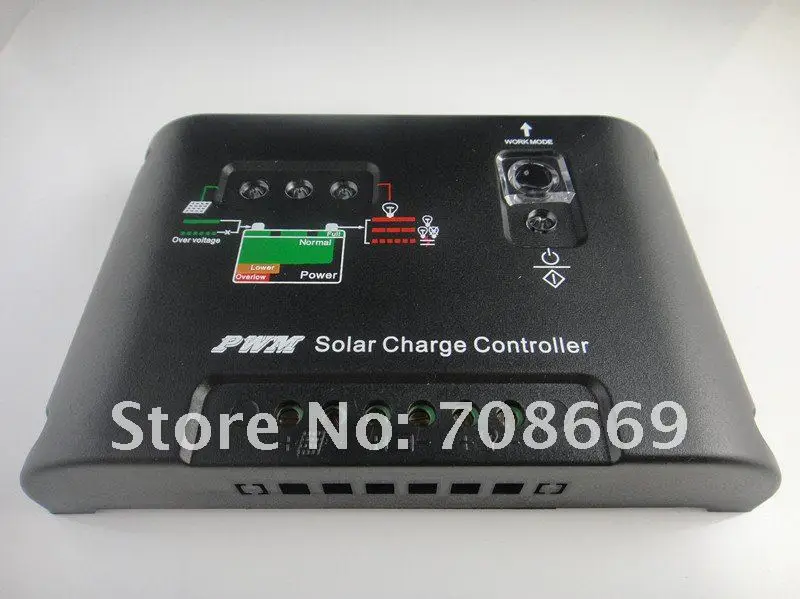 WORK MODE
Over voltage
Full
Normal
Lower
Overlow
Power
PWM Solar Charge Controller
Store No: 708669